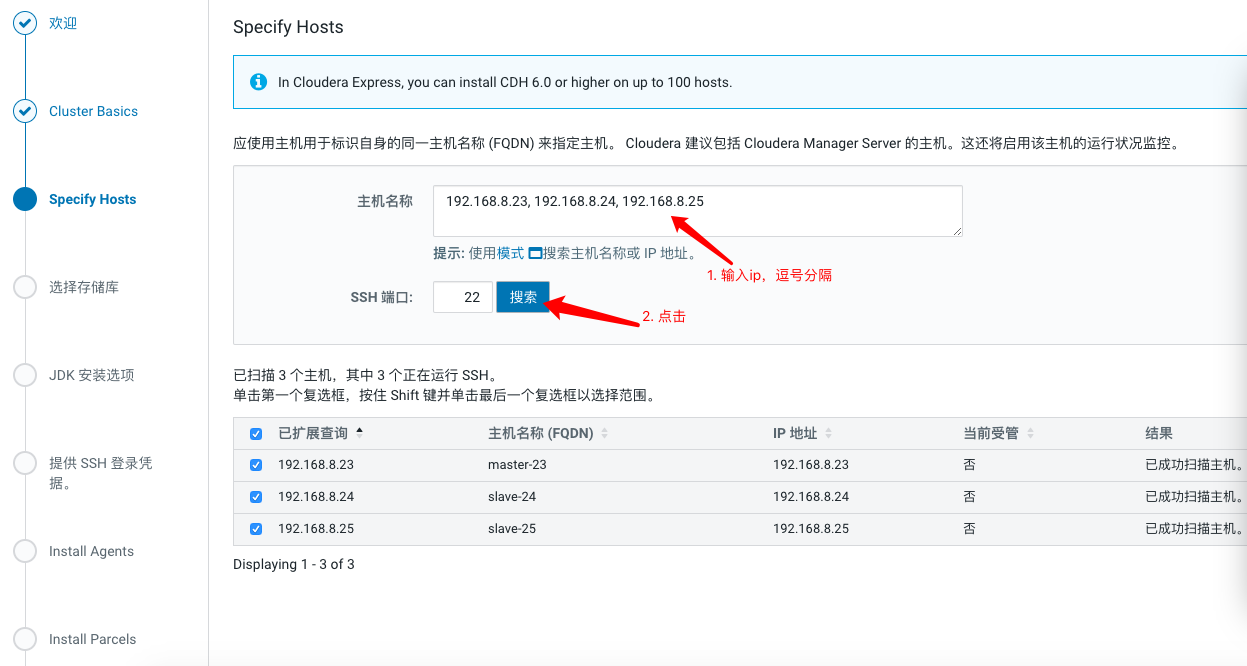 欢迎
Cluster Basics
Specify Hosts
选择存储库
JDK 安装选项
提供 SSH 登录凭
据。
Install Agents
Install Parcels
Specify Hosts
In Cloudera Express, you can install CDH 6.0 or higher on up to 100 hosts.
应使用主机用于标识自身的同一主机名称 (FQDN) 来指定主机。 Cloudera 建议包括 Cloudera Manager Server 的主机。这还将启用该主机的运行状况监控。
主机名称 192.168.8.23, 192.168.8.24, 192.168.8.25
提示: 使用模式 搜索主机名称或 IP 地址。
1. 输入ip，逗号分隔
SSH 端口: 22 搜索
2. 点击
已扫描 3 个主机，其中 3 个正在运行 SSH。
单击第一个复选框，按住 Shift 键并单击最后一个复选框以选择范围。
已扩展查询 主机名称 (FQDN) IP 地址 当前受管 结果
192.168.8.23 master-23 192.168.8.23 否 已成功扫描主机。
192.168.8.24 slave-24 192.168.8.24 否 已成功扫描主机。
192.168.8.25 slave-25 192.168.8.25 否 已成功扫描主机。
Displaying 1 - 3 of 3